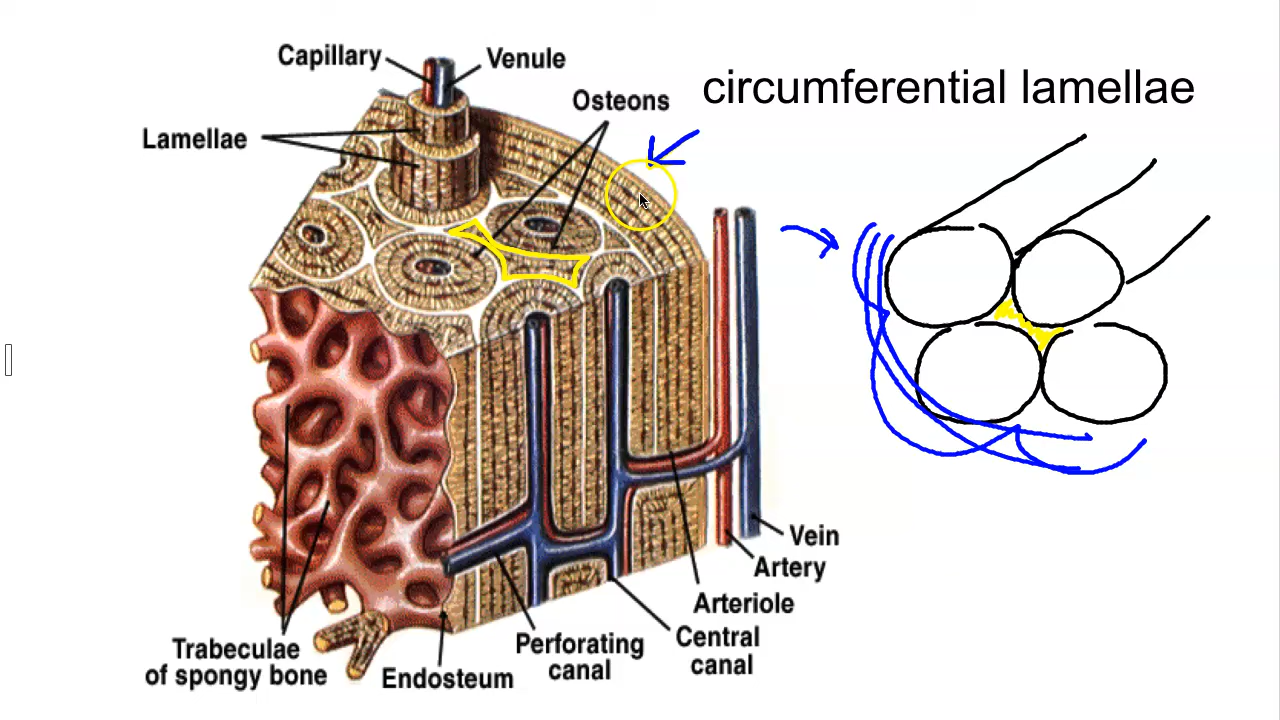 Capillary
Venule
Osteons
circumferential lamellae
Lamellae
Vein
Artery
Arteriole
Perforating
canal
Central
canal
Trabeculae
of spongy bone
Endosteum